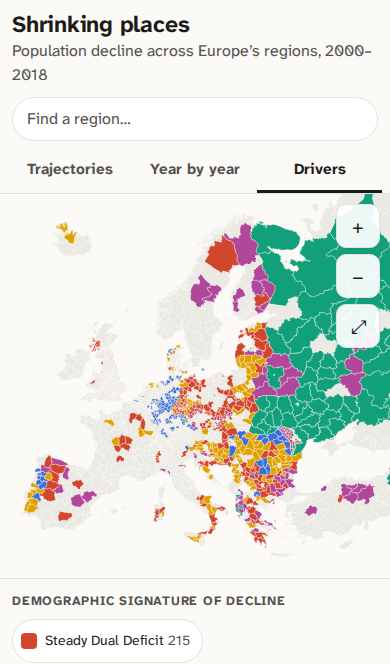 Shrinking places
Population decline across Europe’s regions, 2000–
2018
Find a region...
Trajectories
Year by year
Drivers
+
−
DEMOGRAPHIC SIGNATURE OF DECLINE
Steady Dual Deficit 215